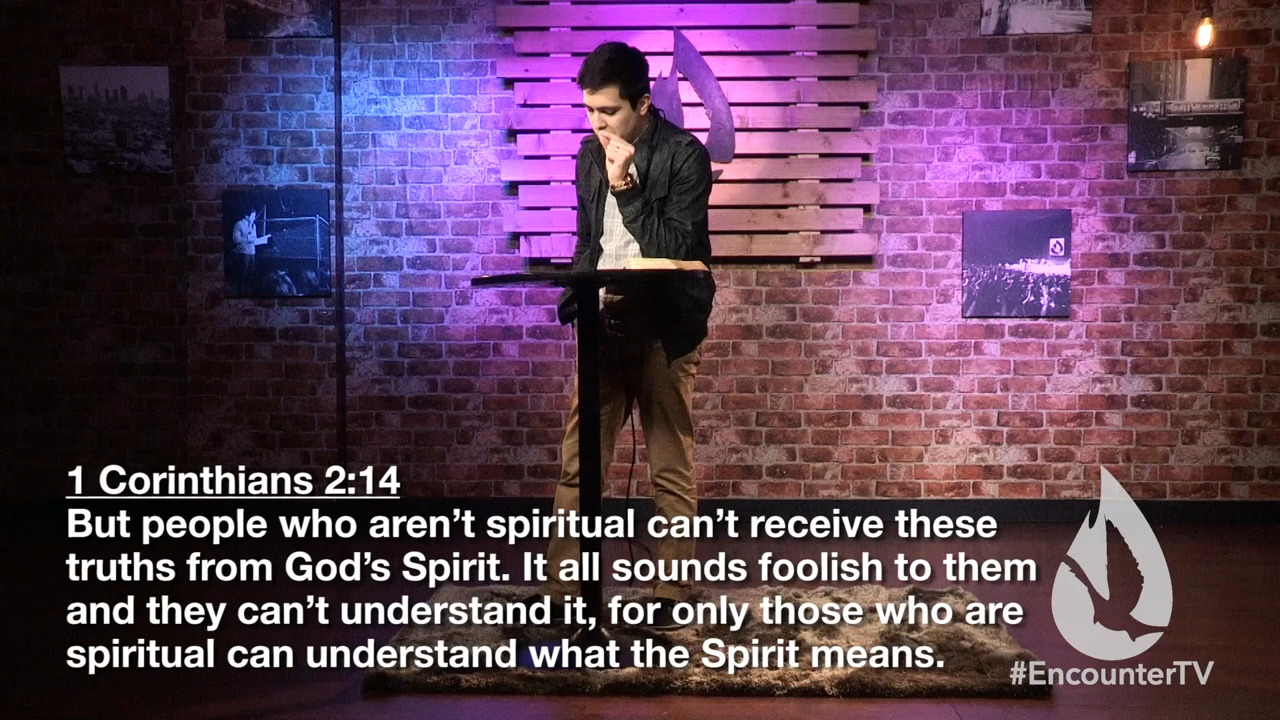 1 Corinthians 2:14
But people who aren’t spiritual can’t receive these
truths from God’s Spirit. It all sounds foolish to them
and they can’t understand it, for only those who are
spiritual can understand what the Spirit means.
#EncounterTV